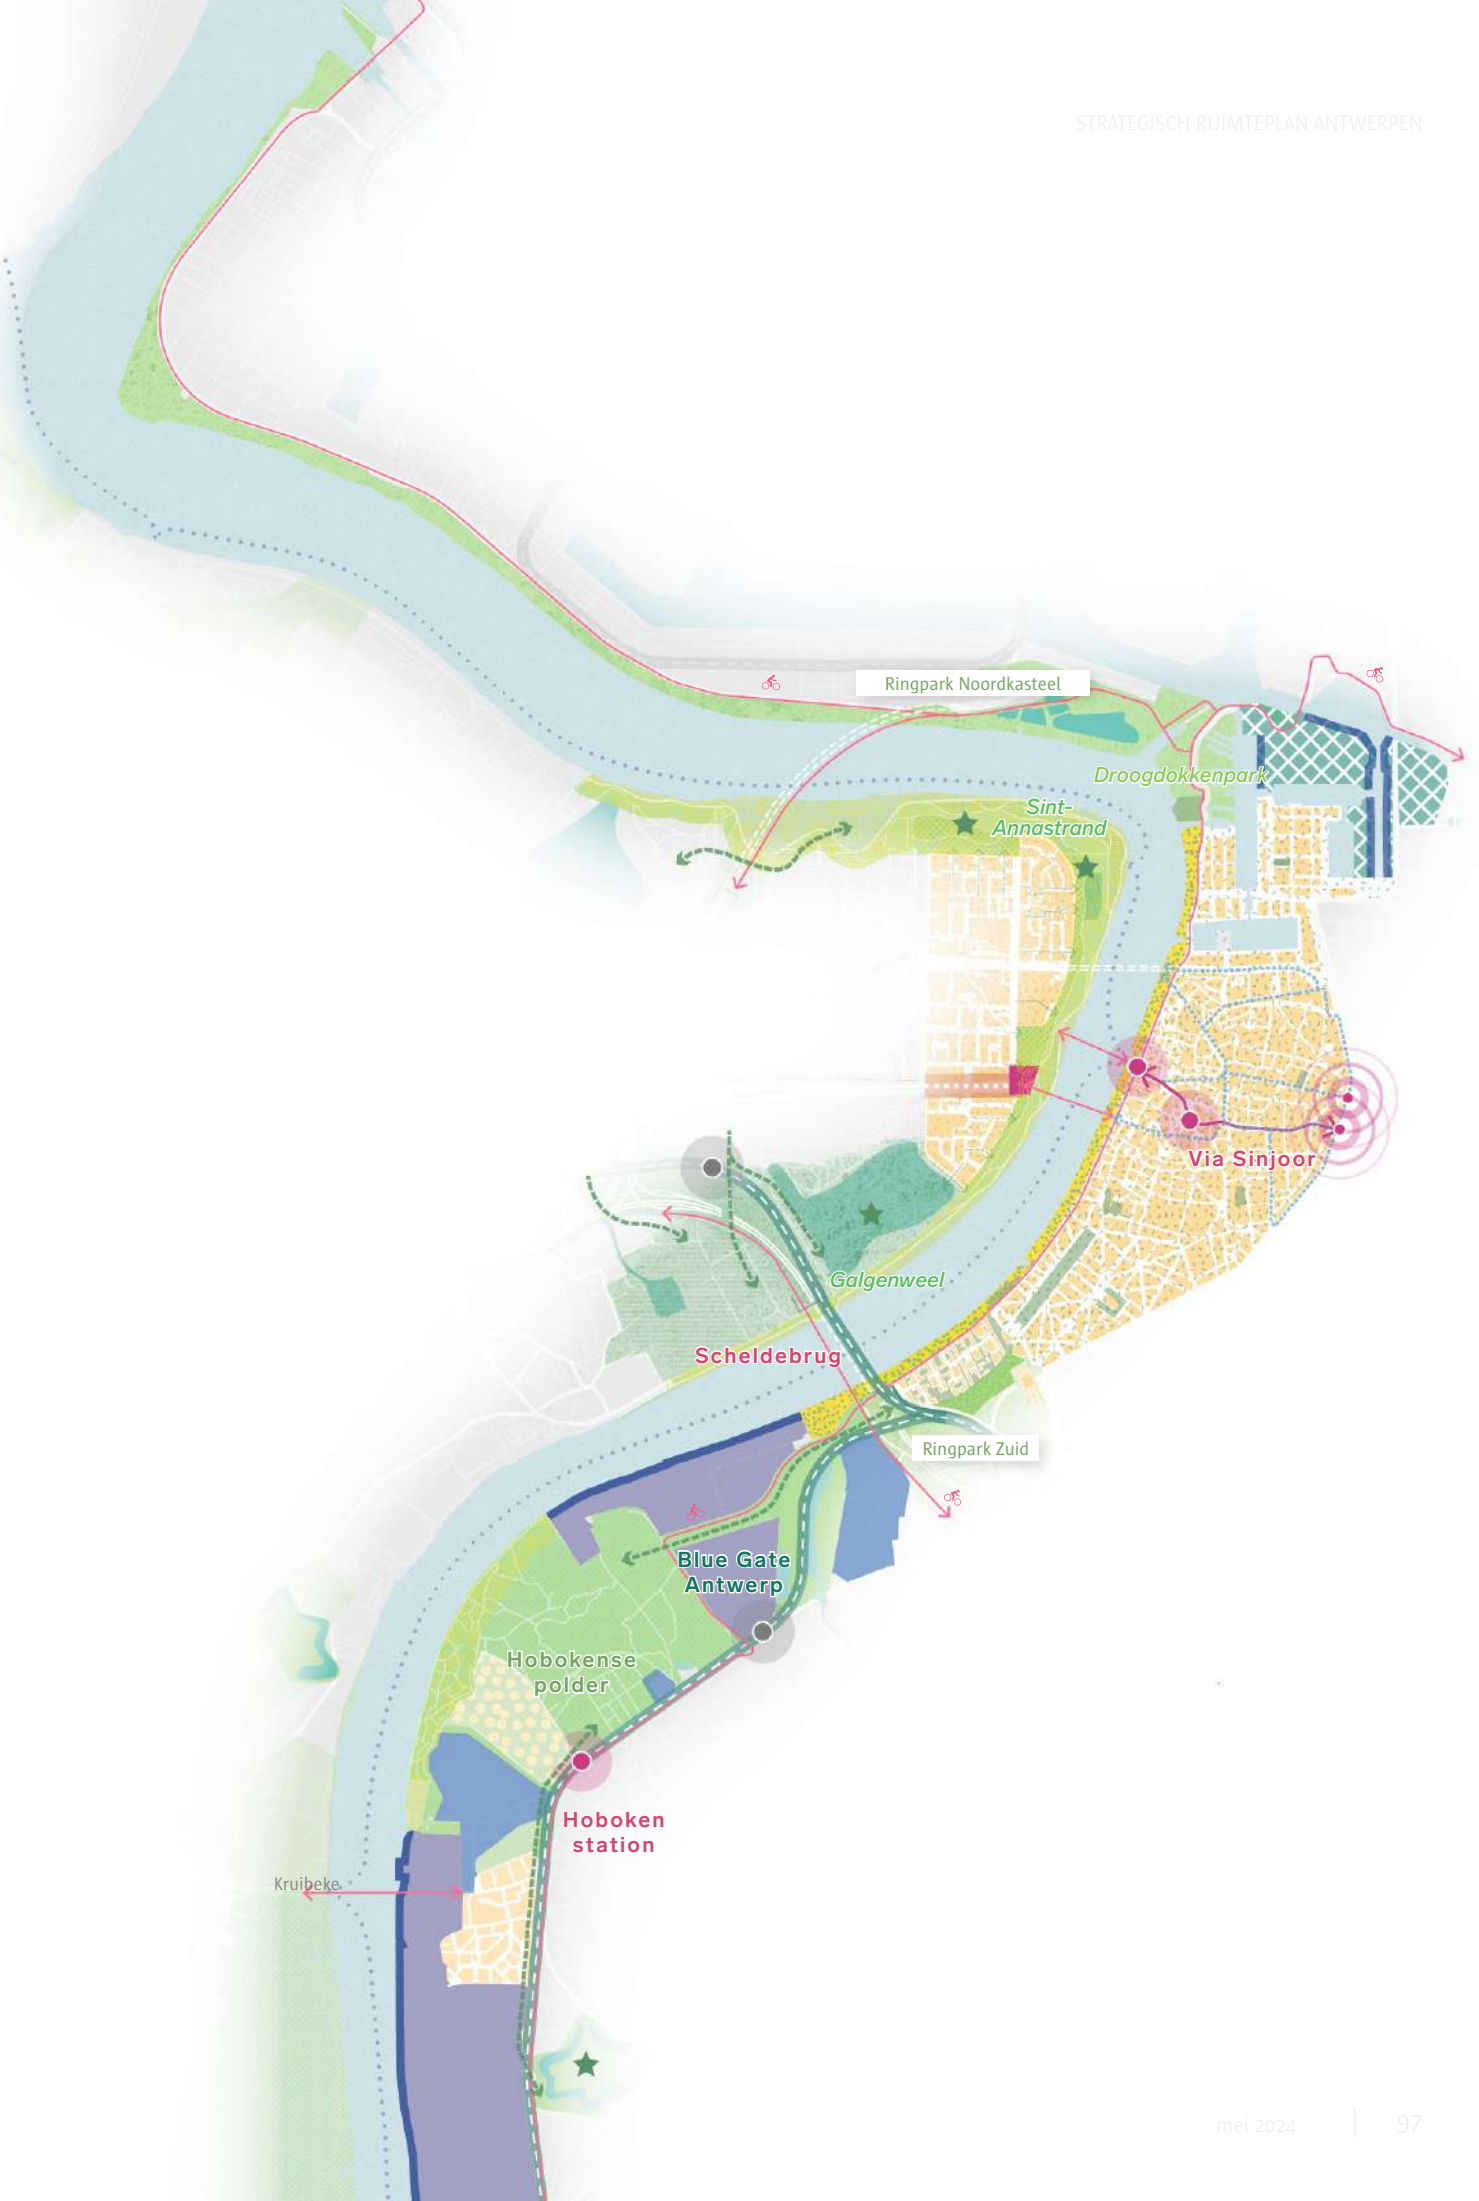 STRATEGISCH RUIMTEPLAN ANTWERPEN
Ringpark Noordkasteel
Droogdokkenpark
Sint-
Annastrand
Via Sinjoor
Galgenweel
Scheldebrug
Ringpark Zuid
Blue Gate
Antwerp
Hobokense
polder
Hoboken
station
Kruibeke
mei 2024
97